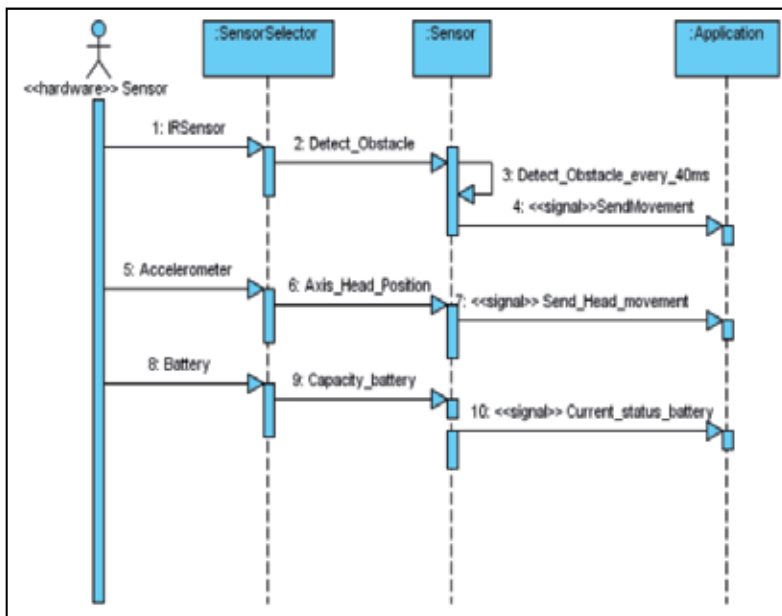 :SensorSelector
:Sensor
:Application
<<hardware>> Sensor
1: IRSensor
2: Detect_Obstacle
3: Detect_Obstacle_every_40ms
4: <<signal>>SendMovement
5: Accelerometer
6: Axis_Head_Position
7: <<signal>> Send_Head_movement
8: Battery
9: Capacity_battery
10: <<signal>> Current_status_battery